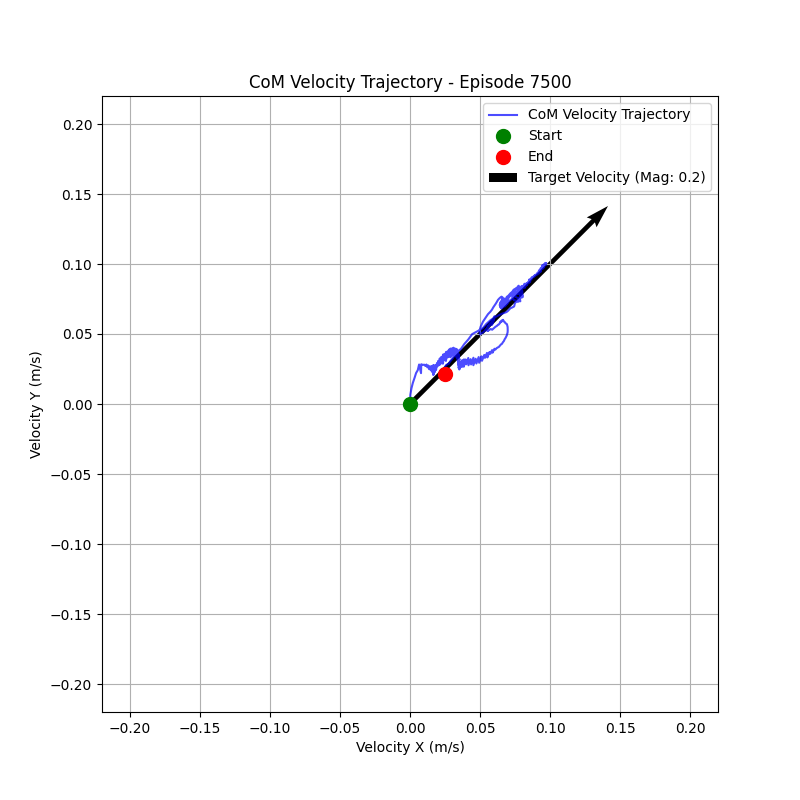 CoM Velocity Trajectory - Episode 7500
CoM Velocity Trajectory
Start
End
Target Velocity (Mag: 0.2)
Velocity Y (m/s)
0.20
0.15
0.10
0.05
0.00
−0.05
−0.10
−0.15
−0.20
−0.20 −0.15 −0.10 −0.05 0.00 0.05 0.10 0.15 0.20
Velocity X (m/s)